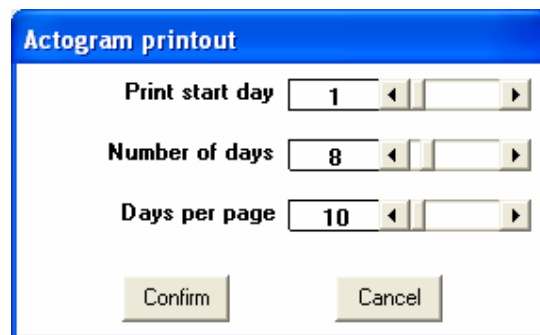 Actogram printout
Print start day 1
Number of days 8
Days per page 10
Confirm Cancel